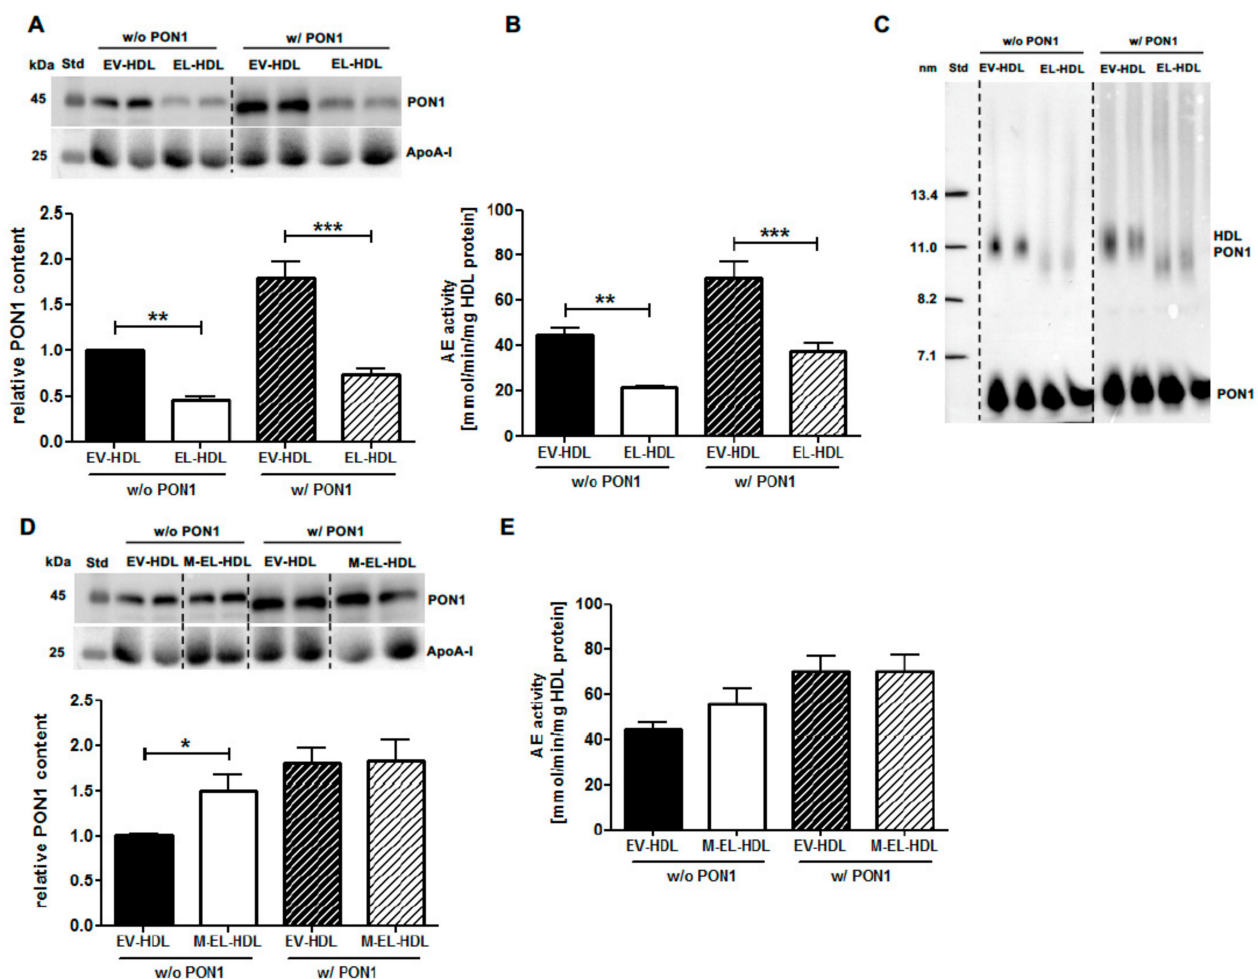 A
w/o PON1 w/ PON1
kDa Std EV-HDL EL-HDL EV-HDL EL-HDL
45 PON1
25 ApoA-I
relative PON1 content
2.5
2.0
1.5
1.0
0.5
0.0
**
***
EV-HDL EL-HDL EV-HDL EL-HDL
w/o PON1 w/ PON1
B
AE activity
[mmol/min/mg HDL protein]
100
80
60
40
20
0
**
***
EV-HDL EL-HDL EV-HDL EL-HDL
w/o PON1 w/ PON1
C
w/o PON1 w/ PON1
nm Std EV-HDL EL-HDL EV-HDL EL-HDL
13.4
11.0
8.2
7.1
HDL
PON1
PON1
D
w/o PON1 w/ PON1
kDa Std EV-HDL M-EL-HDL EV-HDL M-EL-HDL
45 PON1
25 ApoA-I
relative PON1 content
2.5
2.0
1.5
1.0
0.5
0.0
*
EV-HDL M-EL-HDL EV-HDL M-EL-HDL
w/o PON1 w/ PON1
E
AE activity
[mmol/min/mg HDL protein]
100
80
60
40
20
0
EV-HDL M-EL-HDL EV-HDL M-EL-HDL
w/o PON1 w/ PON1